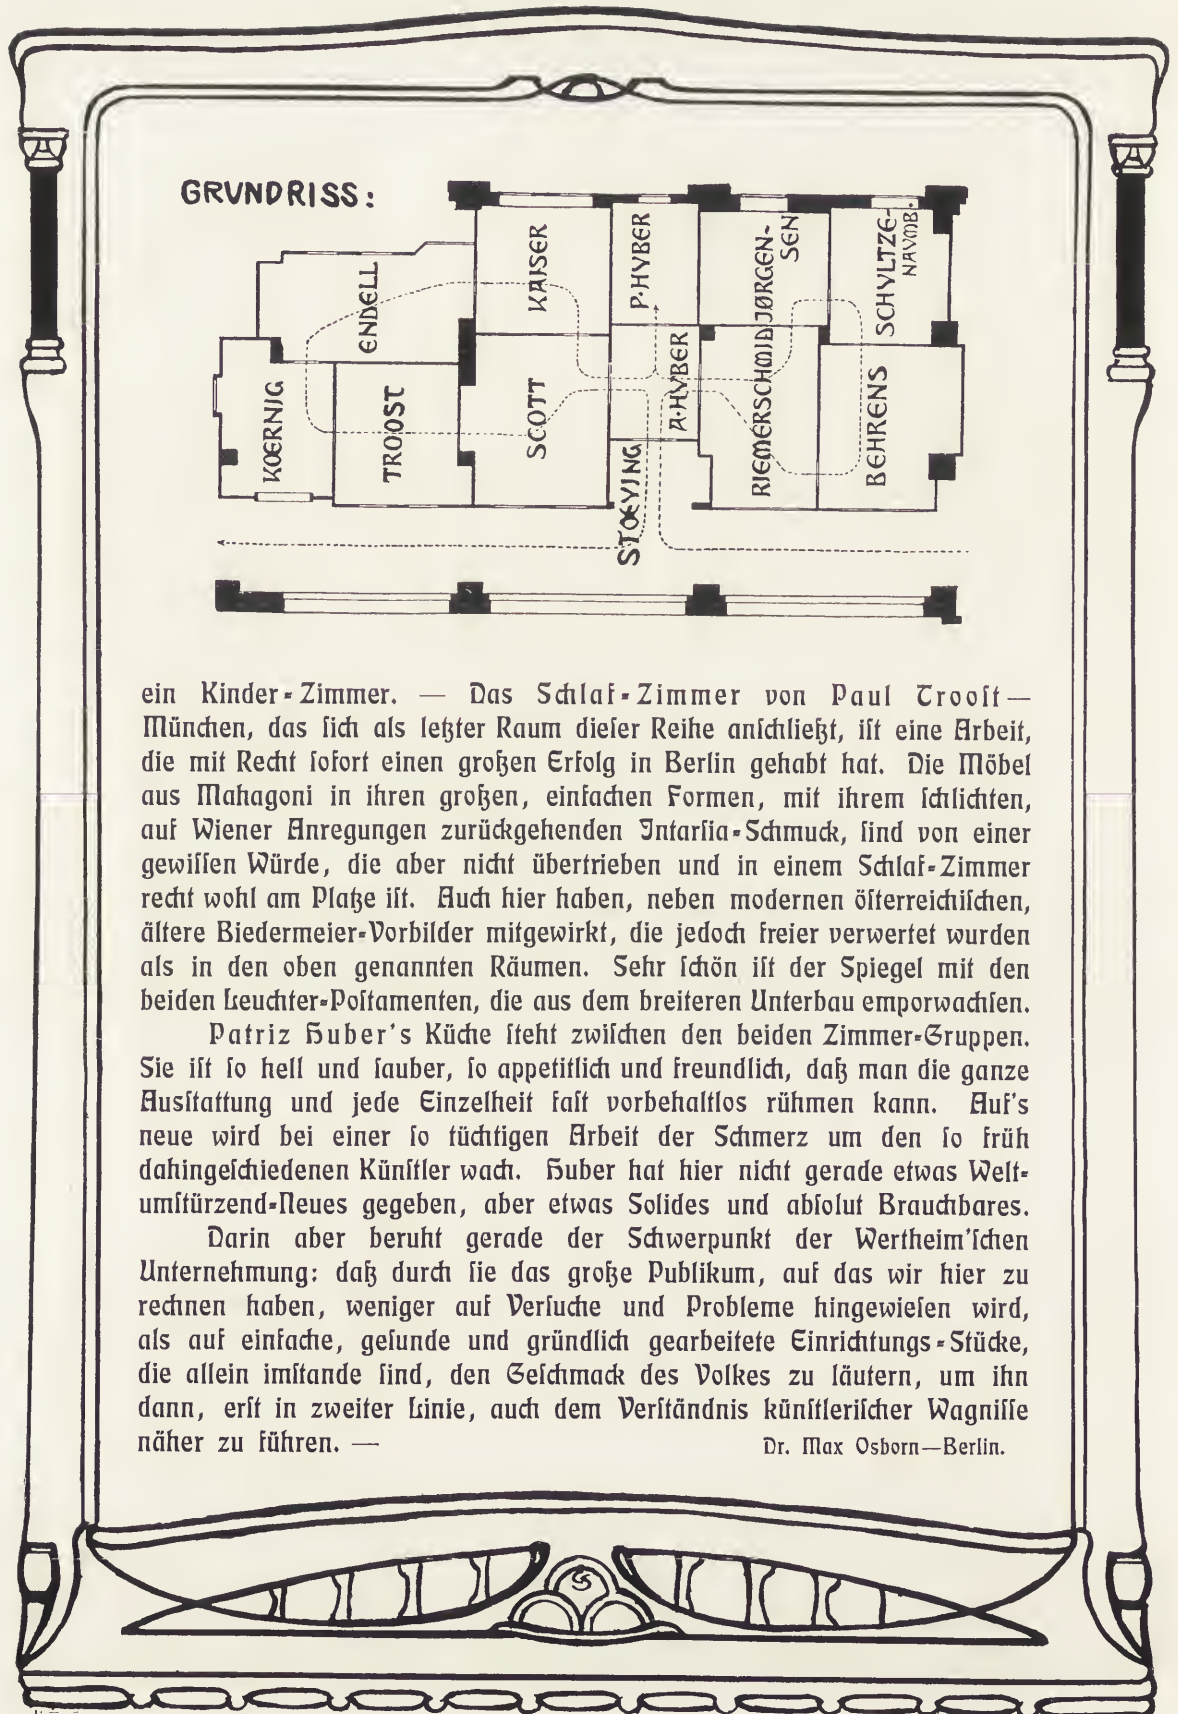 GRVNDRISS:
ENDELL
KAISER
P. HVBER
JØRGEN-
SEN
SCHVLTZE-
NAVMB.
KOERNIG
TROOST
SCOTT
A. HVBER
RIEMERSCHMID
BEHRENS
STOEVING
ein Kinder-Zimmer. — Das Schlaf-Zimmer von Paul Trooſt—
München, das ſich als letzter Raum dieſer Reihe anſchließt, iſt eine Arbeit,
die mit Recht ſofort einen großen Erfolg in Berlin gehabt hat. Die Möbel
aus Mahagoni in ihren großen, einfachen Formen, mit ihrem ſchlichten,
auf Wiener Anregungen zurückgehenden Intarſia-Schmuck, ſind von einer
gewiſſen Würde, die aber nicht übertrieben und in einem Schlaf-Zimmer
recht wohl am Platze iſt. Auch hier haben, neben modernen öſterreichiſchen,
ältere Biedermeier-Vorbilder mitgewirkt, die jedoch freier verwertet wurden
als in den oben genannten Räumen. Sehr ſchön iſt der Spiegel mit den
beiden Leuchter-Poſtamenten, die aus dem breiteren Unterbau emporwachſen.
Patriz Huber's Küche ſteht zwiſchen den beiden Zimmer-Gruppen.
Sie iſt ſo hell und ſauber, ſo appetitlich und freundlich, daß man die ganze
Ausſtattung und jede Einzelheit faſt vorbehaltlos rühmen kann. Auf's
neue wird bei einer ſo tüchtigen Arbeit der Schmerz um den ſo früh
dahingeſchiedenen Künſtler wach. Huber hat hier nicht gerade etwas Welt-
umſtürzend-Neues gegeben, aber etwas Solides und abſolut Brauchbares.
Darin aber beruht gerade der Schwerpunkt der Wertheim'ſchen
Unternehmung: daß durch ſie das große Publikum, auf das wir hier zu
rechnen haben, weniger auf Verſuche und Probleme hingewieſen wird,
als auf einfache, geſunde und gründlich gearbeitete Einrichtungs-Stücke,
die allein imſtande ſind, den Geſchmack des Volkes zu läutern, um ihn
dann, erſt in zweiter Linie, auch dem Verſtändnis künſtleriſcher Wagniſſe
näher zu führen. —
Dr. Max Osborn—Berlin.